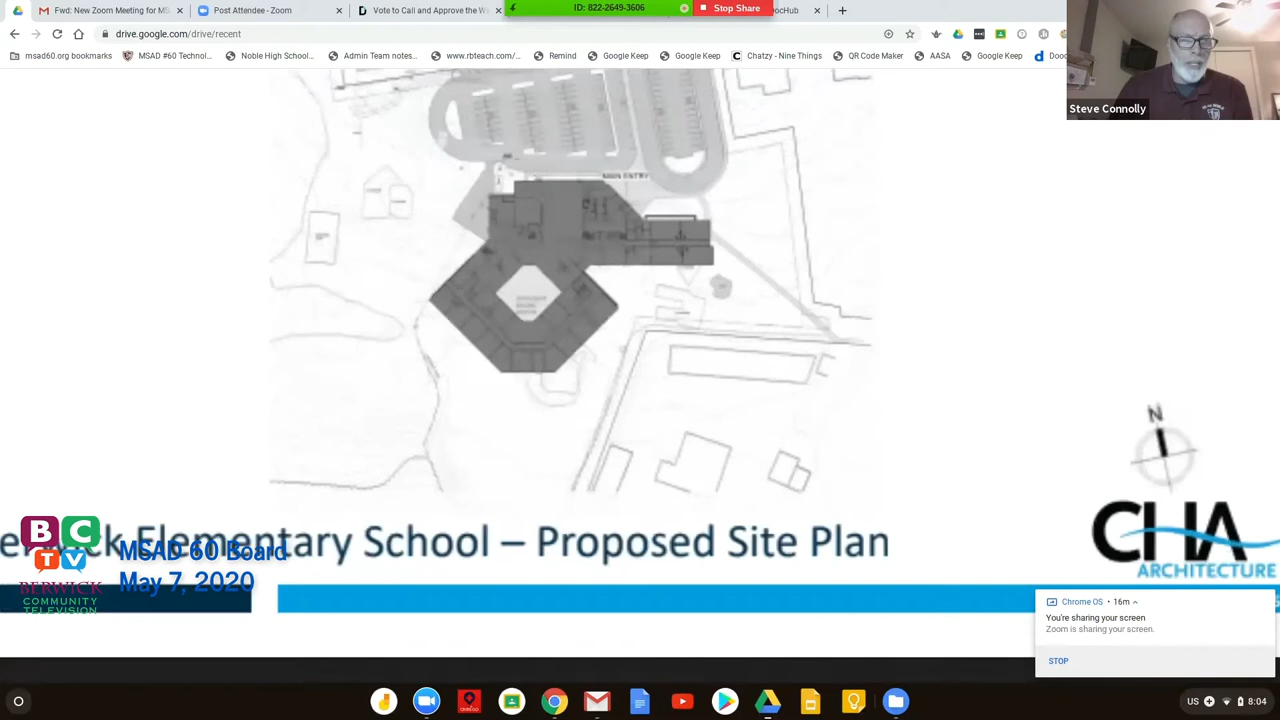 Fwd: New Zoom Meeting for MS
Post Attendee - Zoom
Vote to Call and Approve the W
ID: 822-2649-3606
Stop Share
ocHub
drive.google.com/drive/recent
msad60.org bookmarks
MSAD #60 Technol...
Noble High School...
Admin Team notes...
www.rbteach.com/...
Remind
Google Keep
Google Keep
Chatzy - Nine Things
QR Code Maker
AASA
Google Keep
Steve Connolly
MAIN ENTRY
N
CHA
ARCHITECTURE
erwick Elementary School – Proposed Site Plan
BCTV
BERWICK
COMMUNITY
TELEVISION
MSAD 60 Board
May 7, 2020
Chrome OS • 16m
You're sharing your screen
Zoom is sharing your screen.
STOP
US
8:04